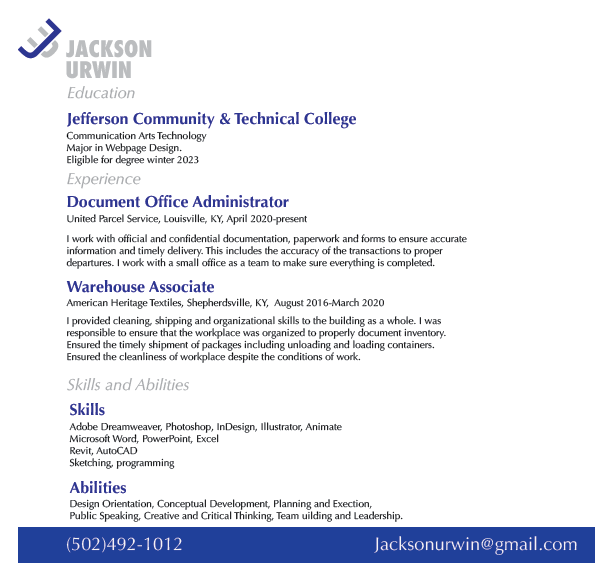 JACKSON
URWIN
Education
Jefferson Community & Technical College
Communication Arts Technology
Major in Webpage Design.
Eligible for degree winter 2023
Experience
Document Office Administrator
United Parcel Service, Louisville, KY, April 2020-present
I work with official and confidential documentation, paperwork and forms to ensure accurate
information and timely delivery. This includes the accuracy of the transactions to proper
departures. I work with a small office as a team to make sure everything is completed.
Warehouse Associate
American Heritage Textiles, Shepherdsville, KY, August 2016-March 2020
I provided cleaning, shipping and organizational skills to the building as a whole. I was
responsible to ensure that the workplace was organized to properly document inventory.
Ensured the timely shipment of packages including unloading and loading containers.
Ensured the cleanliness of workplace despite the conditions of work.
Skills and Abilities
Skills
Adobe Dreamweaver, Photoshop, InDesign, Illustrator, Animate
Microsoft Word, PowerPoint, Excel
Revit, AutoCAD
Sketching, programming
Abilities
Design Orientation, Conceptual Development, Planning and Exection,
Public Speaking, Creative and Critical Thinking, Team uilding and Leadership.
(502)492-1012 Jacksonurwin@gmail.com